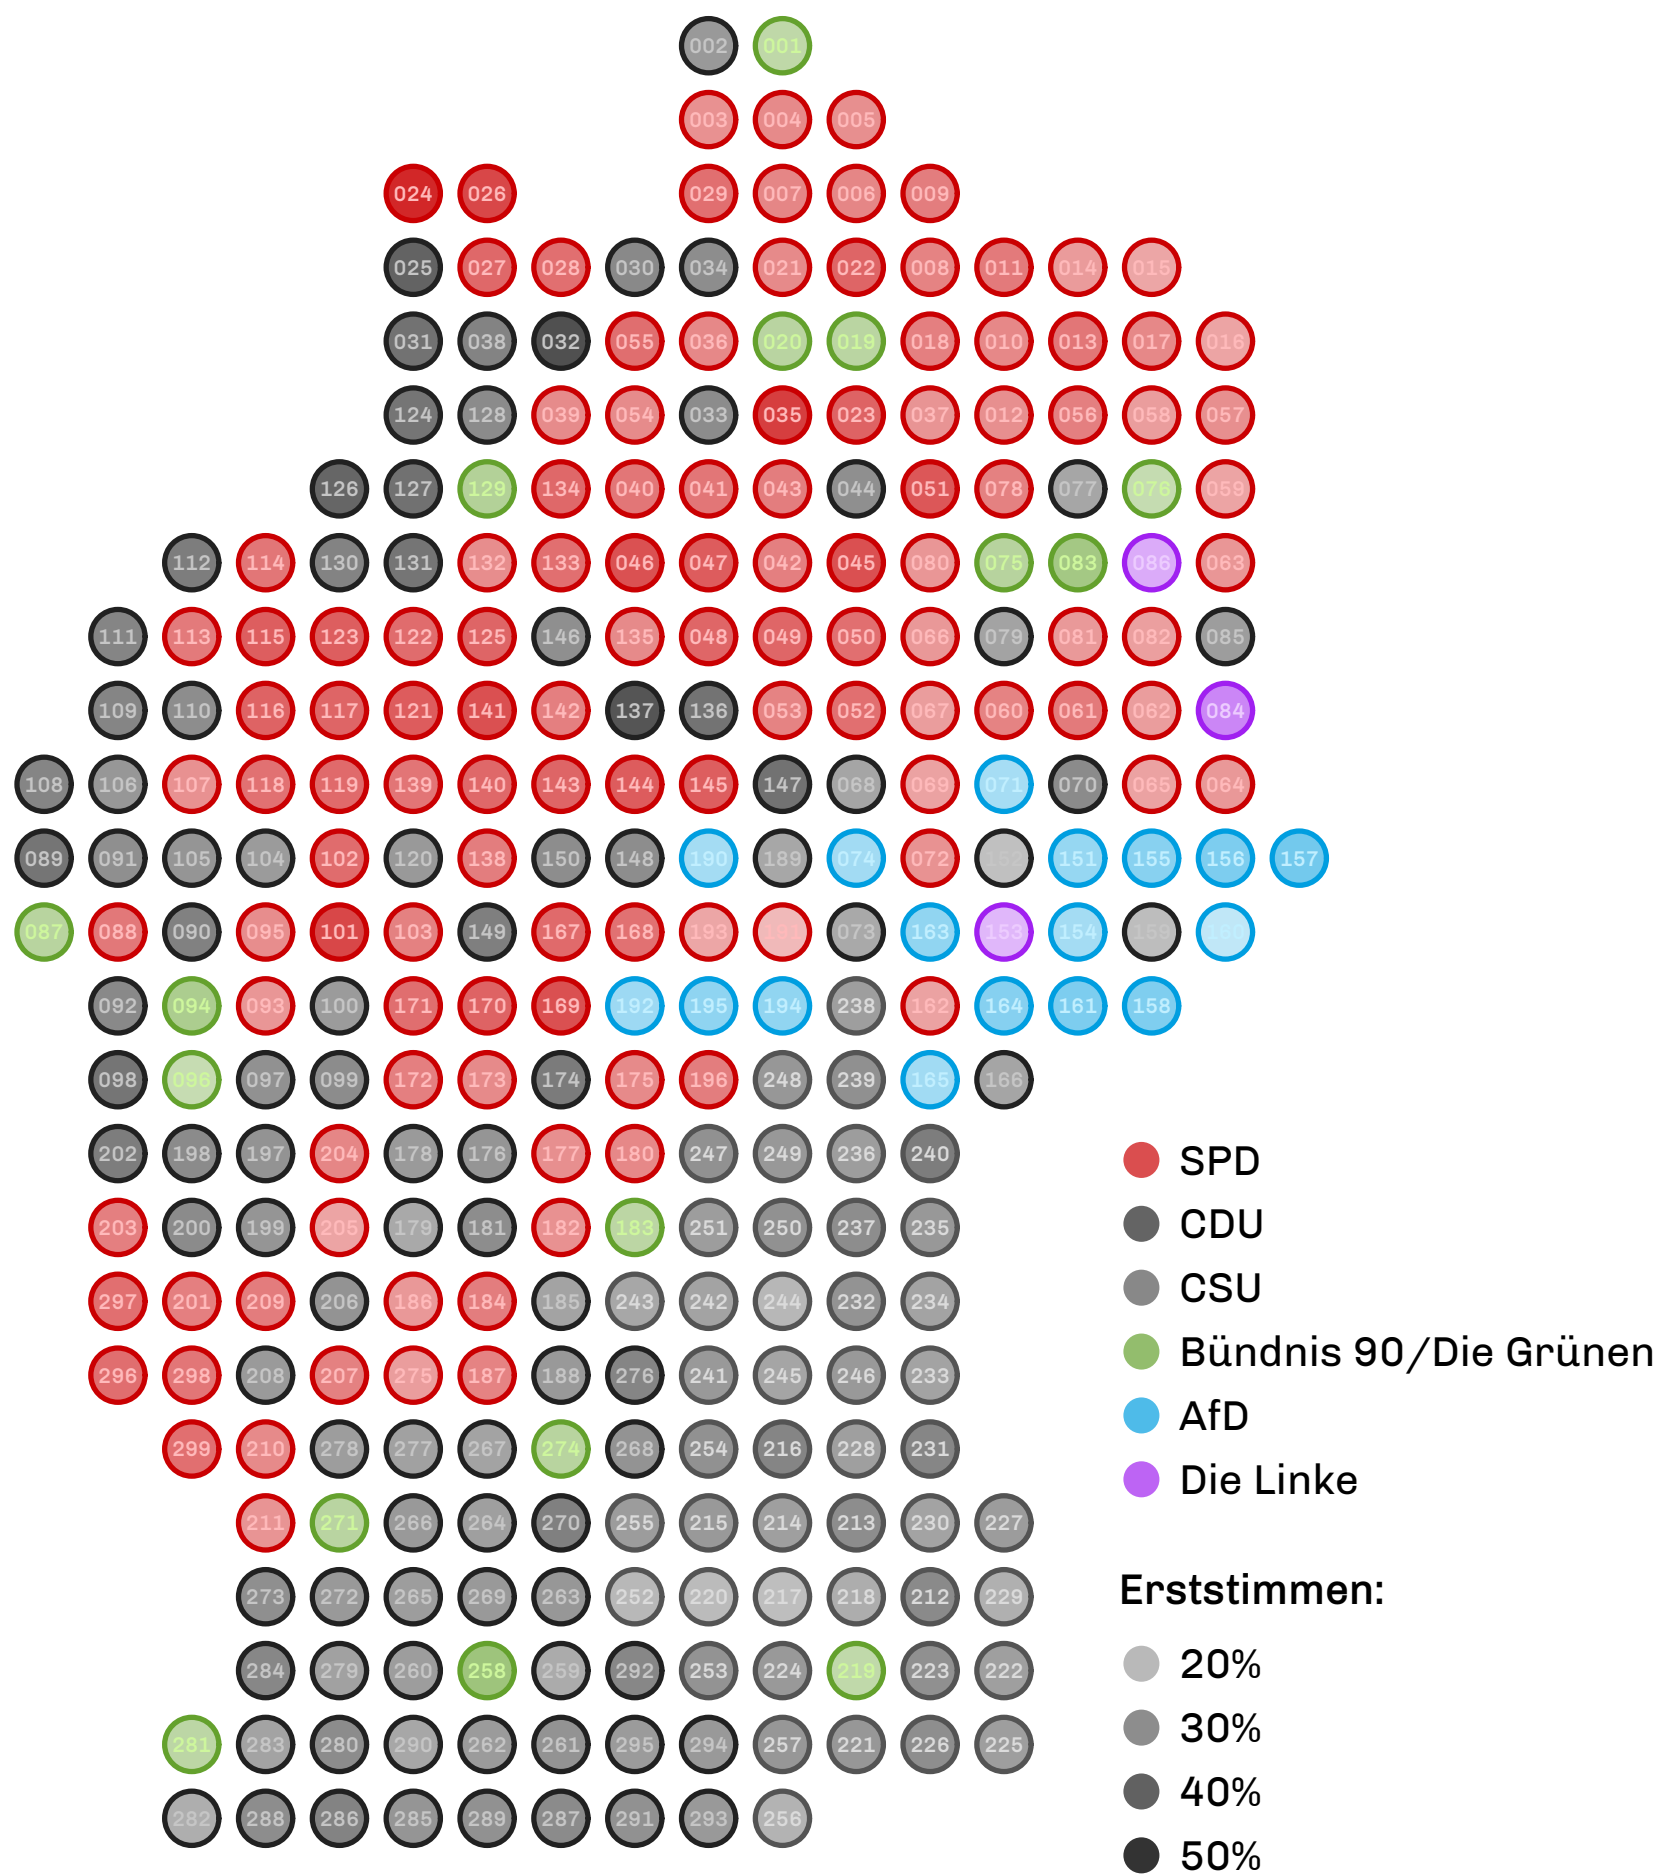 002 001
003 004 005
024 026 029 007 006 009
025 027 028 030 034 021 022 008 011 014 015
031 038 032 055 036 020 019 018 010 013 017 016
124 128 039 054 033 035 023 037 012 056 058 057
126 127 129 134 040 041 043 044 051 078 077 076 059
112 114 130 131 132 133 046 047 042 045 080 075 083 086 063
111 113 115 123 122 125 146 135 048 049 050 066 079 081 082 085
109 110 116 117 121 141 142 137 136 053 052 067 060 061 062 084
108 106 107 118 119 139 140 143 144 145 147 068 069 071 070 065 064
089 091 105 104 102 120 138 150 148 190 189 074 072 152 151 155 156 157
087 088 090 095 101 103 149 167 168 193 191 073 163 153 154 159 160
092 094 093 100 171 170 169 192 195 194 238 162 164 161 158
098 096 097 099 172 173 174 175 196 248 239 165 166
202 198 197 204 178 176 177 180 247 249 236 240
203 200 199 205 179 181 182 183 251 250 237 235
297 201 209 206 186 184 185 243 242 244 232 234
296 298 208 207 275 187 188 276 241 245 246 233
299 210 278 277 267 274 268 254 216 228 231
211 271 266 264 270 255 215 214 213 230 227
273 272 265 269 263 252 220 217 218 212 229
284 279 260 258 259 292 253 224 219 223 222
281 283 280 290 262 261 295 294 257 221 226 225
282 288 286 285 289 287 291 293 256
SPD
CDU
CSU
Bündnis 90/Die Grünen
AfD
Die Linke
Erststimmen:
20%
30%
40%
50%